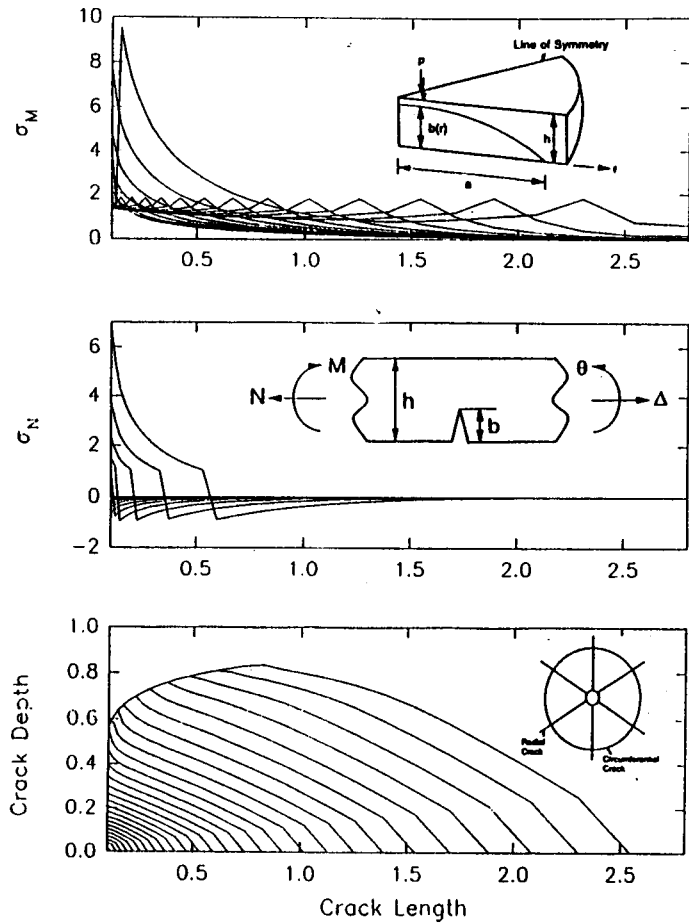 10
8
6
4
2
0
σM
0.5
1.0
1.5
2.0
2.5
Line of Symmetry
P
b(r)
h
a
r
6
4
2
0
−2
σN
0.5
1.0
1.5
2.0
2.5
M
N
h
b
θ
Δ
1.0
0.8
0.6
0.4
0.2
0.0
Crack Depth
0.5
1.0
1.5
2.0
2.5
Crack Length
Radial
Crack
Circumferential
Crack